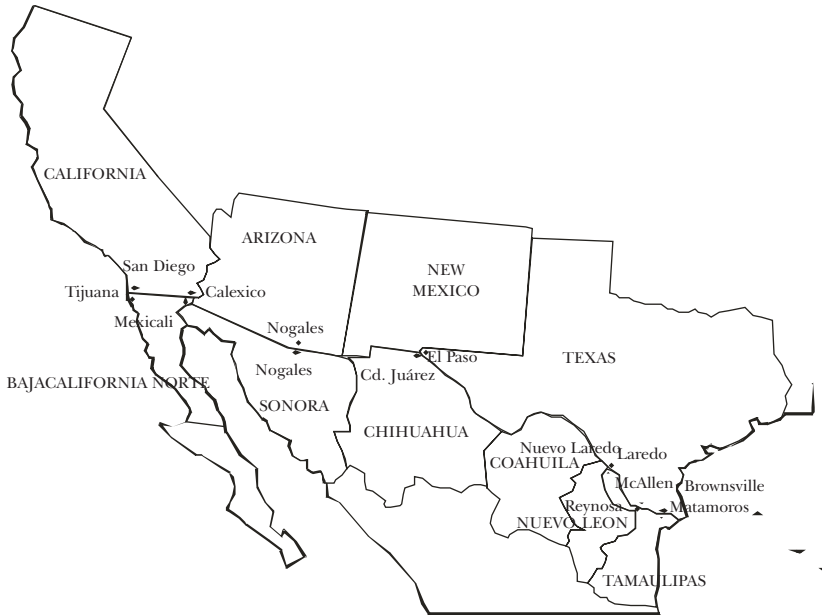 CALIFORNIA
ARIZONA
NEW
MEXICO
San Diego
Tijuana
Calexico
Mexicali
Nogales
Nogales
El Paso
Cd. Juárez
TEXAS
BAJACALIFORNIA NORTE
SONORA
CHIHUAHUA
Nuevo Laredo
Laredo
COAHUILA
McAllen
Brownsville
Reynosa
Matamoros
NUEVO LEON
TAMAULIPAS